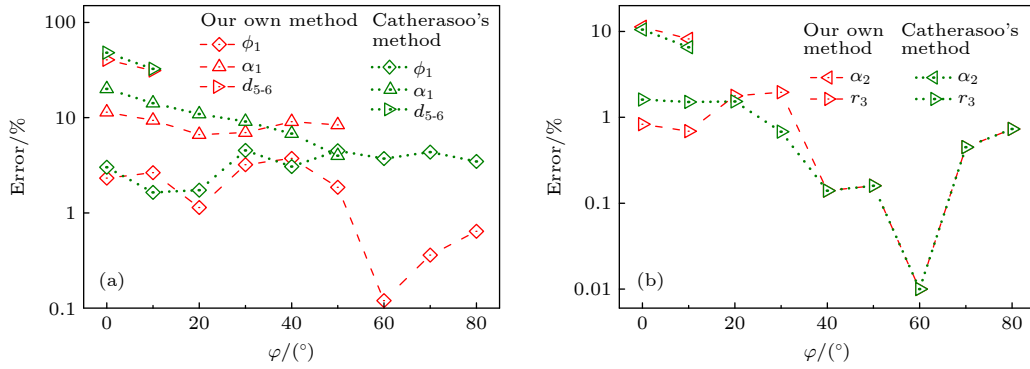 Our own method
ϕ1
α1
d5-6
Catherasoo's
method
ϕ1
α1
d5-6
100
10
1
0.1
Error/%
(a)
0 20 40 60 80
φ/(°)
Our own
method
α2
r3
Catherasoo's
method
α2
r3
10
1
0.1
0.01
Error/%
(b)
0 20 40 60 80
φ/(°)